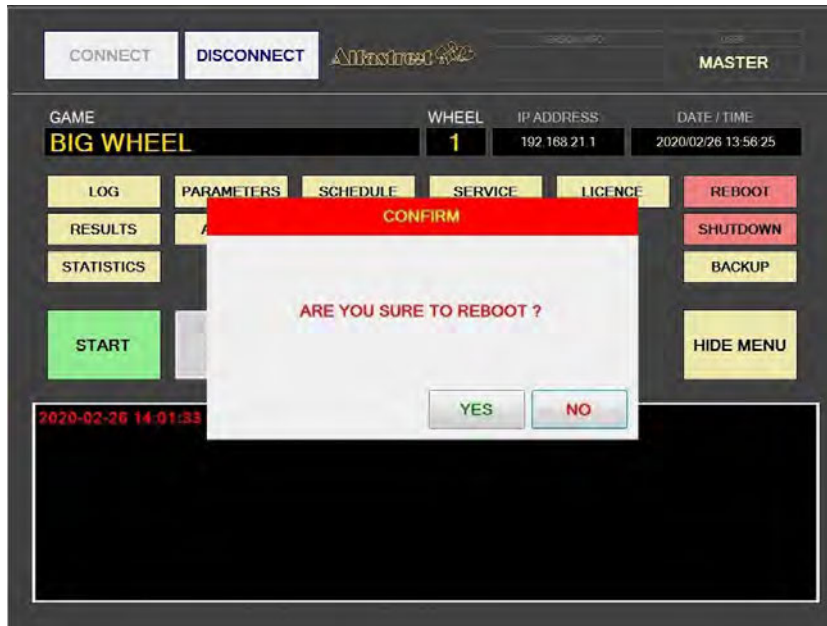 CONNECT
DISCONNECT
Alfastreet
USER
MASTER
GAME
WHEEL
IP ADDRESS
DATE / TIME
BIG WHEEL
1
192.168.21.1
2020/02/26 13:56:25
LOG
PARAMETERS
SCHEDULE
SERVICE
LICENCE
REBOOT
CONFIRM
RESULTS
SHUTDOWN
STATISTICS
BACKUP
ARE YOU SURE TO REBOOT ?
START
HIDE MENU
YES
NO
2020-02-26 14:01:33